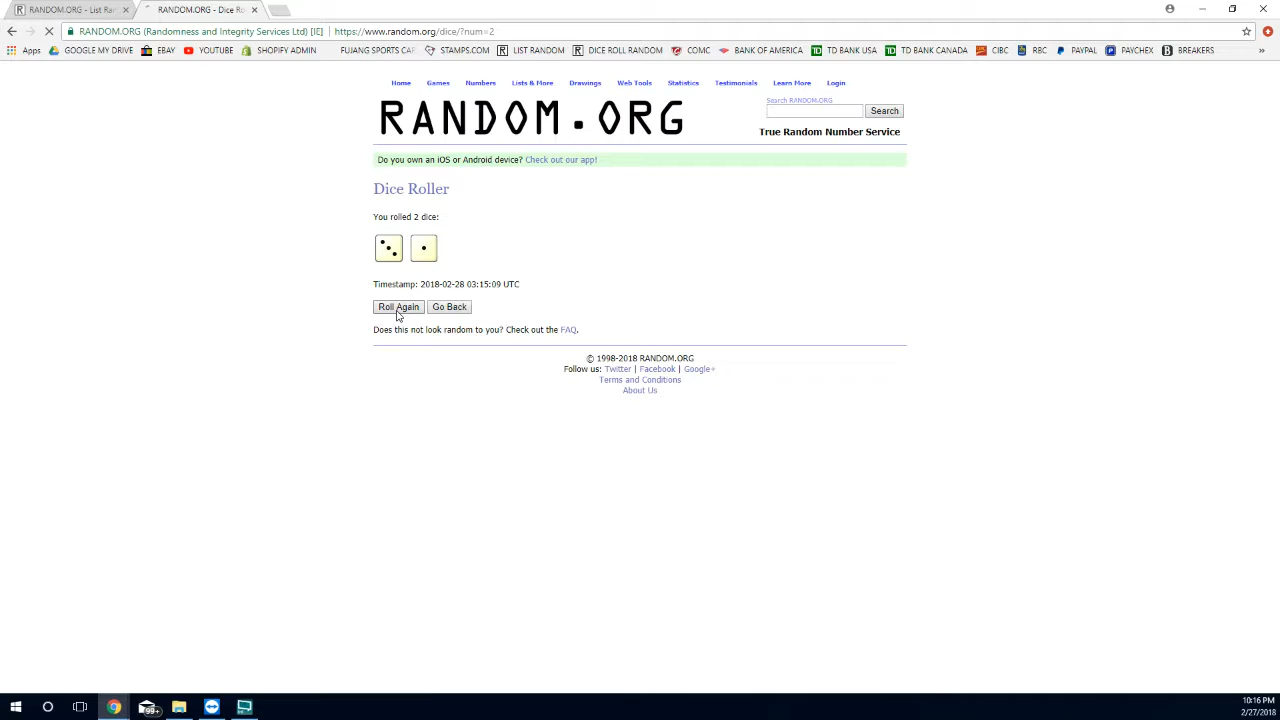 RANDOM.ORG - List Ran
RANDOM.ORG - Dice Ro
RANDOM.ORG (Randomness and Integrity Services Ltd) [IE]
https://www.random.org/dice/?num=2
Apps
GOOGLE MY DRIVE
EBAY
YOUTUBE
SHOPIFY ADMIN
FUJANG SPORTS CAR
STAMPS.COM
LIST RANDOM
DICE ROLL RANDOM
COMC
BANK OF AMERICA
TD BANK USA
TD BANK CANADA
CIBC
RBC
PAYPAL
PAYCHEX
BREAKERS
»
Home Games Numbers Lists & More Drawings Web Tools Statistics Testimonials Learn More Login
RANDOM.ORG
Search RANDOM.ORG
Search
True Random Number Service
Do you own an iOS or Android device? Check out our app!
Dice Roller
You rolled 2 dice:
Timestamp: 2018-02-28 03:15:09 UTC
Roll Again Go Back
Does this not look random to you? Check out the FAQ.
© 1998-2018 RANDOM.ORG
Follow us: Twitter | Facebook | Google+
Terms and Conditions
About Us
99+
10:16 PM
2/27/2018